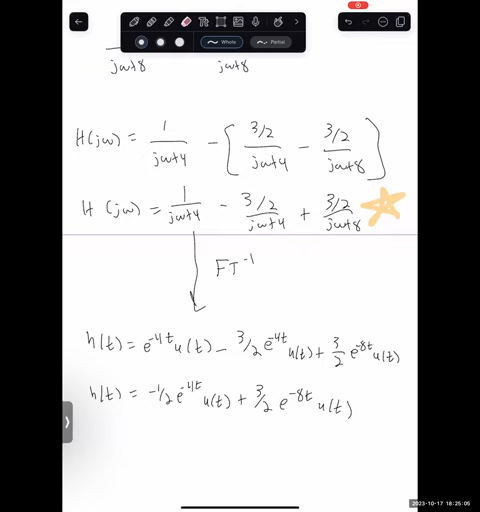 Whole Partial
jω+8 jω+8
H(jω) = 1/(jω+4) - [ (3/2)/(jω+4) - (3/2)/(jω+8) ]
H (jω) = 1/(jω+4) - (3/2)/(jω+4) + (3/2)/(jω+8)
FT⁻¹
h(t) = e^{-4t} u(t) - 3/2 e^{-4t} u(t) + 3/2 e^{-8t} u(t)
h(t) = -1/2 e^{-4t} u(t) + 3/2 e^{-8t} u(t)
2023-10-17 18:25:05